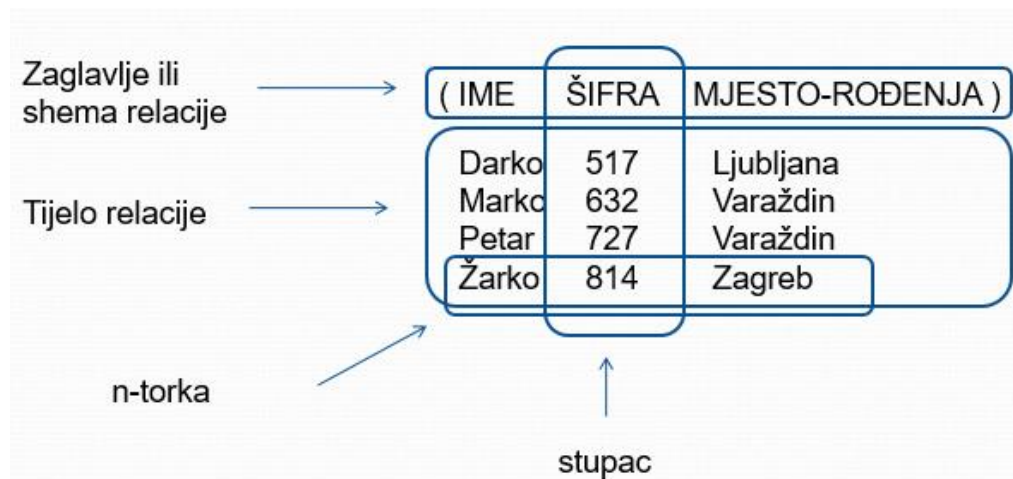 Zaglavlje ili
shema relacije
( IME ŠIFRA MJESTO-ROĐENJA )
Tijelo relacije
Darko 517 Ljubljana
Marko 632 Varaždin
Petar 727 Varaždin
Žarko 814 Zagreb
n-torka
stupac